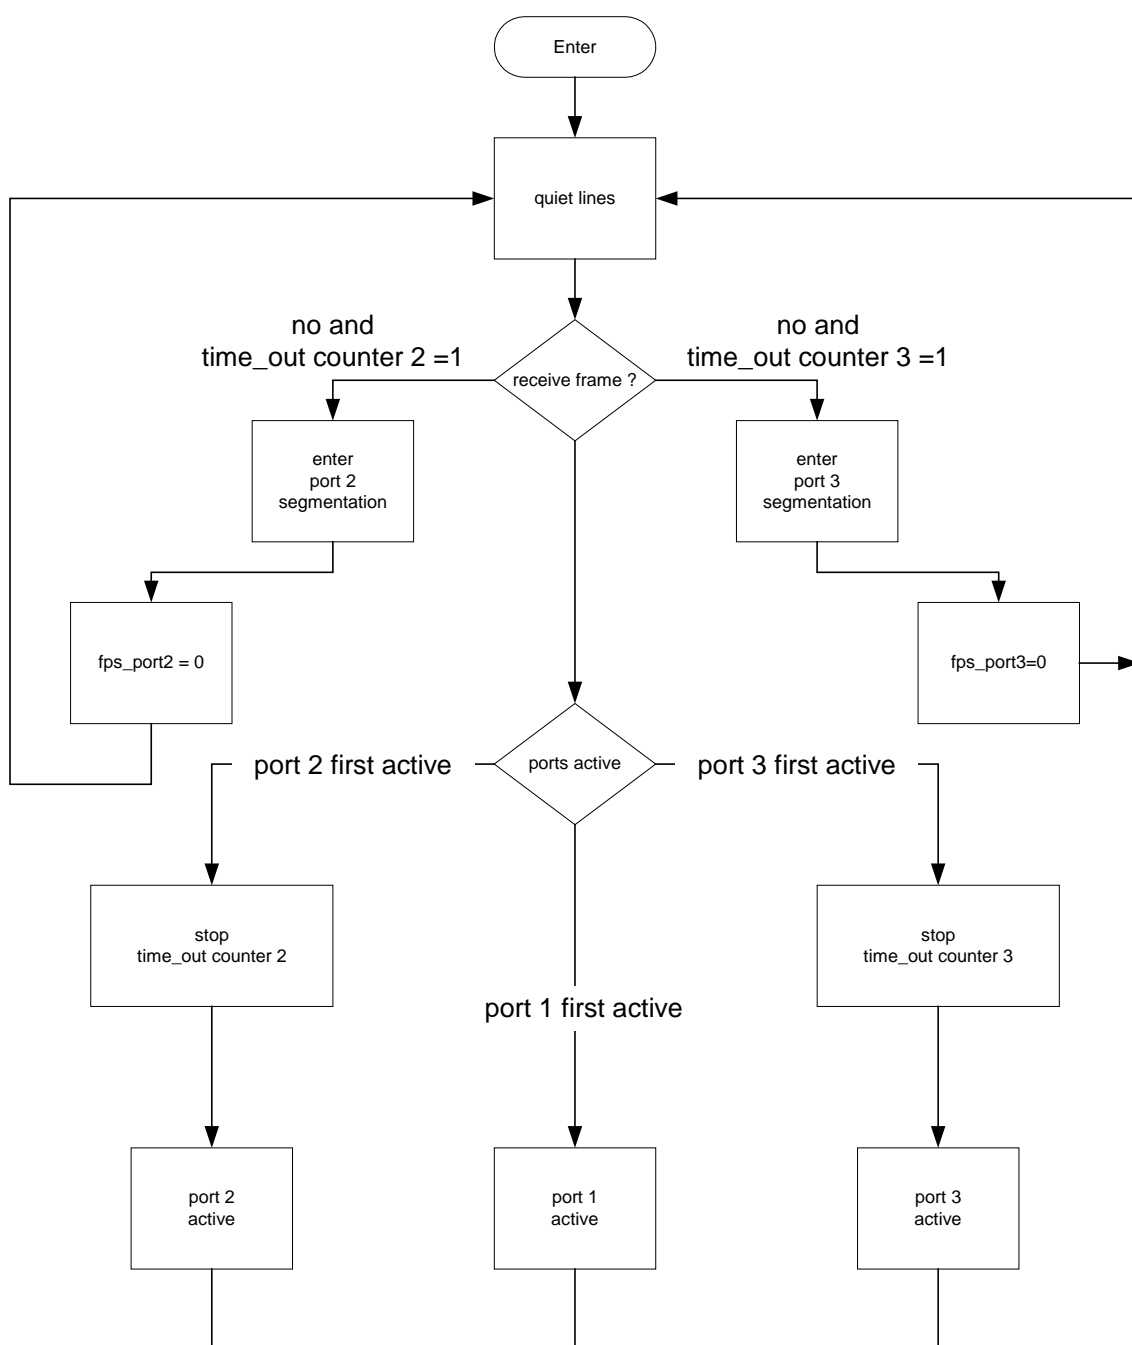 Enter
quiet lines
no and
time_out counter 2 =1
no and
time_out counter 3 =1
receive frame ?
enter
port 2
segmentation
enter
port 3
segmentation
fps_port2 = 0
fps_port3=0
port 2 first active
ports active
port 3 first active
stop
time_out counter 2
stop
time_out counter 3
port 1 first active
port 2
active
port 1
active
port 3
active